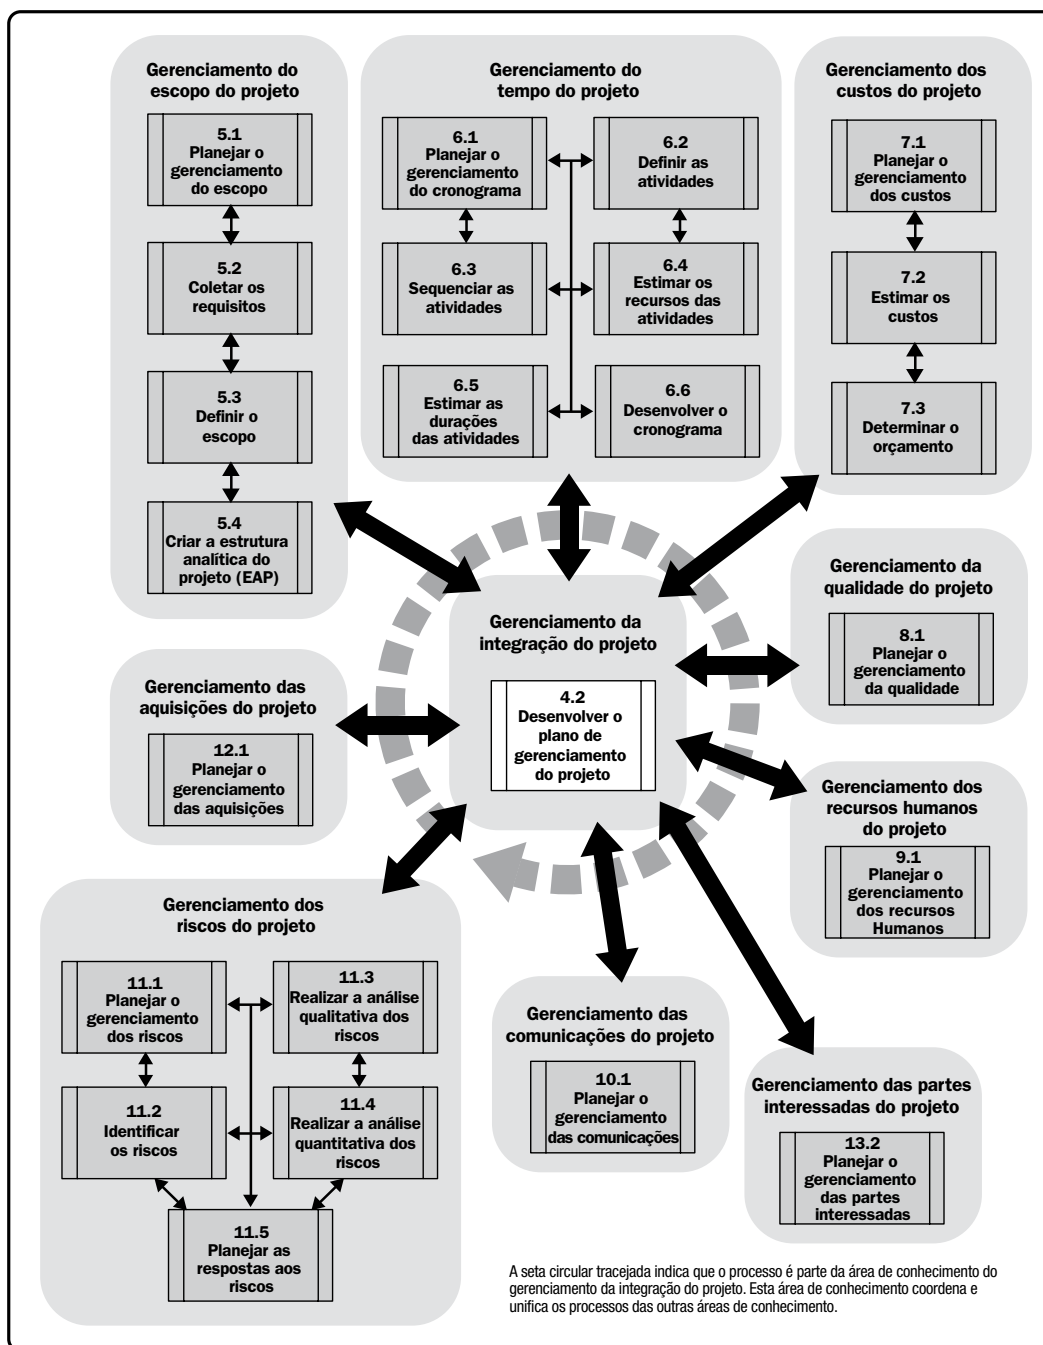 Gerenciamento do
escopo do projeto
5.1
Planejar o
gerenciamento
do escopo
5.2
Coletar os
requisitos
5.3
Definir o
escopo
5.4
Criar a estrutura
analítica do
projeto (EAP)
Gerenciamento do
tempo do projeto
6.1
Planejar o
gerenciamento
do cronograma
6.2
Definir as
atividades
6.3
Sequenciar as
atividades
6.4
Estimar os
recursos das
atividades
6.5
Estimar as
durações
das atividades
6.6
Desenvolver o
cronograma
Gerenciamento dos
custos do projeto
7.1
Planejar o
gerenciamento
dos custos
7.2
Estimar os
custos
7.3
Determinar o
orçamento
Gerenciamento da
qualidade do projeto
8.1
Planejar o
gerenciamento
da qualidade
Gerenciamento da
integração do projeto
4.2
Desenvolver o
plano de
gerenciamento
do projeto
Gerenciamento das
aquisições do projeto
12.1
Planejar o
gerenciamento
das aquisições
Gerenciamento dos
recursos humanos
do projeto
9.1
Planejar o
gerenciamento
dos recursos
Humanos
Gerenciamento dos
riscos do projeto
11.1
Planejar o
gerenciamento
dos riscos
11.3
Realizar a análise
qualitativa dos
riscos
11.2
Identificar
os riscos
11.4
Realizar a análise
quantitativa dos
riscos
11.5
Planejar as
respostas aos
riscos
Gerenciamento das
comunicações do projeto
10.1
Planejar o
gerenciamento
das comunicações
Gerenciamento das partes
interessadas do projeto
13.2
Planejar o
gerenciamento
das partes
interessadas
A seta circular tracejada indica que o processo é parte da área de conhecimento do
gerenciamento da integração do projeto. Esta área de conhecimento coordena e
unifica os processos das outras áreas de conhecimento.